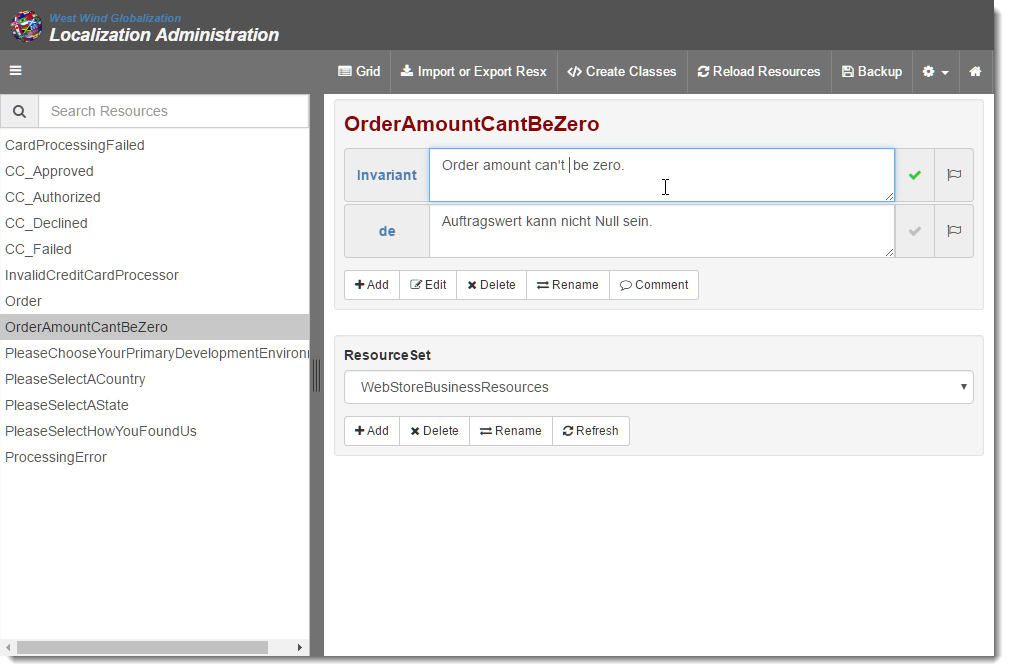 West Wind Globalization
Localization Administration
Grid Import or Export Resx Create Classes Reload Resources Backup
Search Resources
CardProcessingFailed
CC_Approved
CC_Authorized
CC_Declined
CC_Failed
InvalidCreditCardProcessor
Order
OrderAmountCantBeZero
PleaseChooseYourPrimaryDevelopmentEnviron
PleaseSelectACountry
PleaseSelectAState
PleaseSelectHowYouFoundUs
ProcessingError
OrderAmountCantBeZero
Invariant Order amount can't be zero.
de Auftragswert kann nicht Null sein.
Add Edit Delete Rename Comment
ResourceSet
WebStoreBusinessResources
Add Delete Rename Refresh